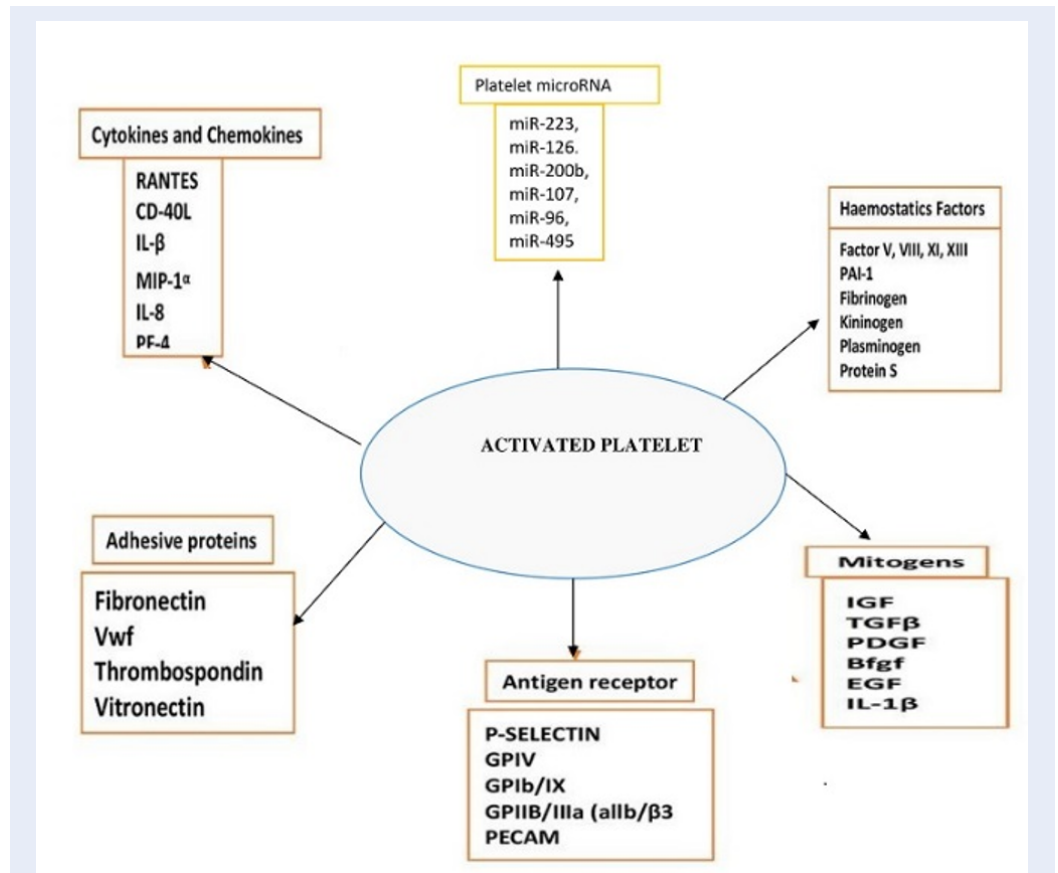 Platelet microRNA
miR-223,
miR-126.
miR-200b,
miR-107,
miR-96,
miR-495
Cytokines and Chemokines
RANTES
CD-40L
IL-β
MIP-1α
IL-8
PF-4
Haemostatics Factors
Factor V, VIII, XI, XIII
PAI-1
Fibrinogen
Kininogen
Plasminogen
Protein S
ACTIVATED PLATELET
Adhesive proteins
Fibronectin
Vwf
Thrombospondin
Vitronectin
Mitogens
IGF
TGFβ
PDGF
Bfgf
EGF
IL-1β
Antigen receptor
P-SELECTIN
GPIV
GPIb/IX
GPIIB/IIIa (allb/β3
PECAM